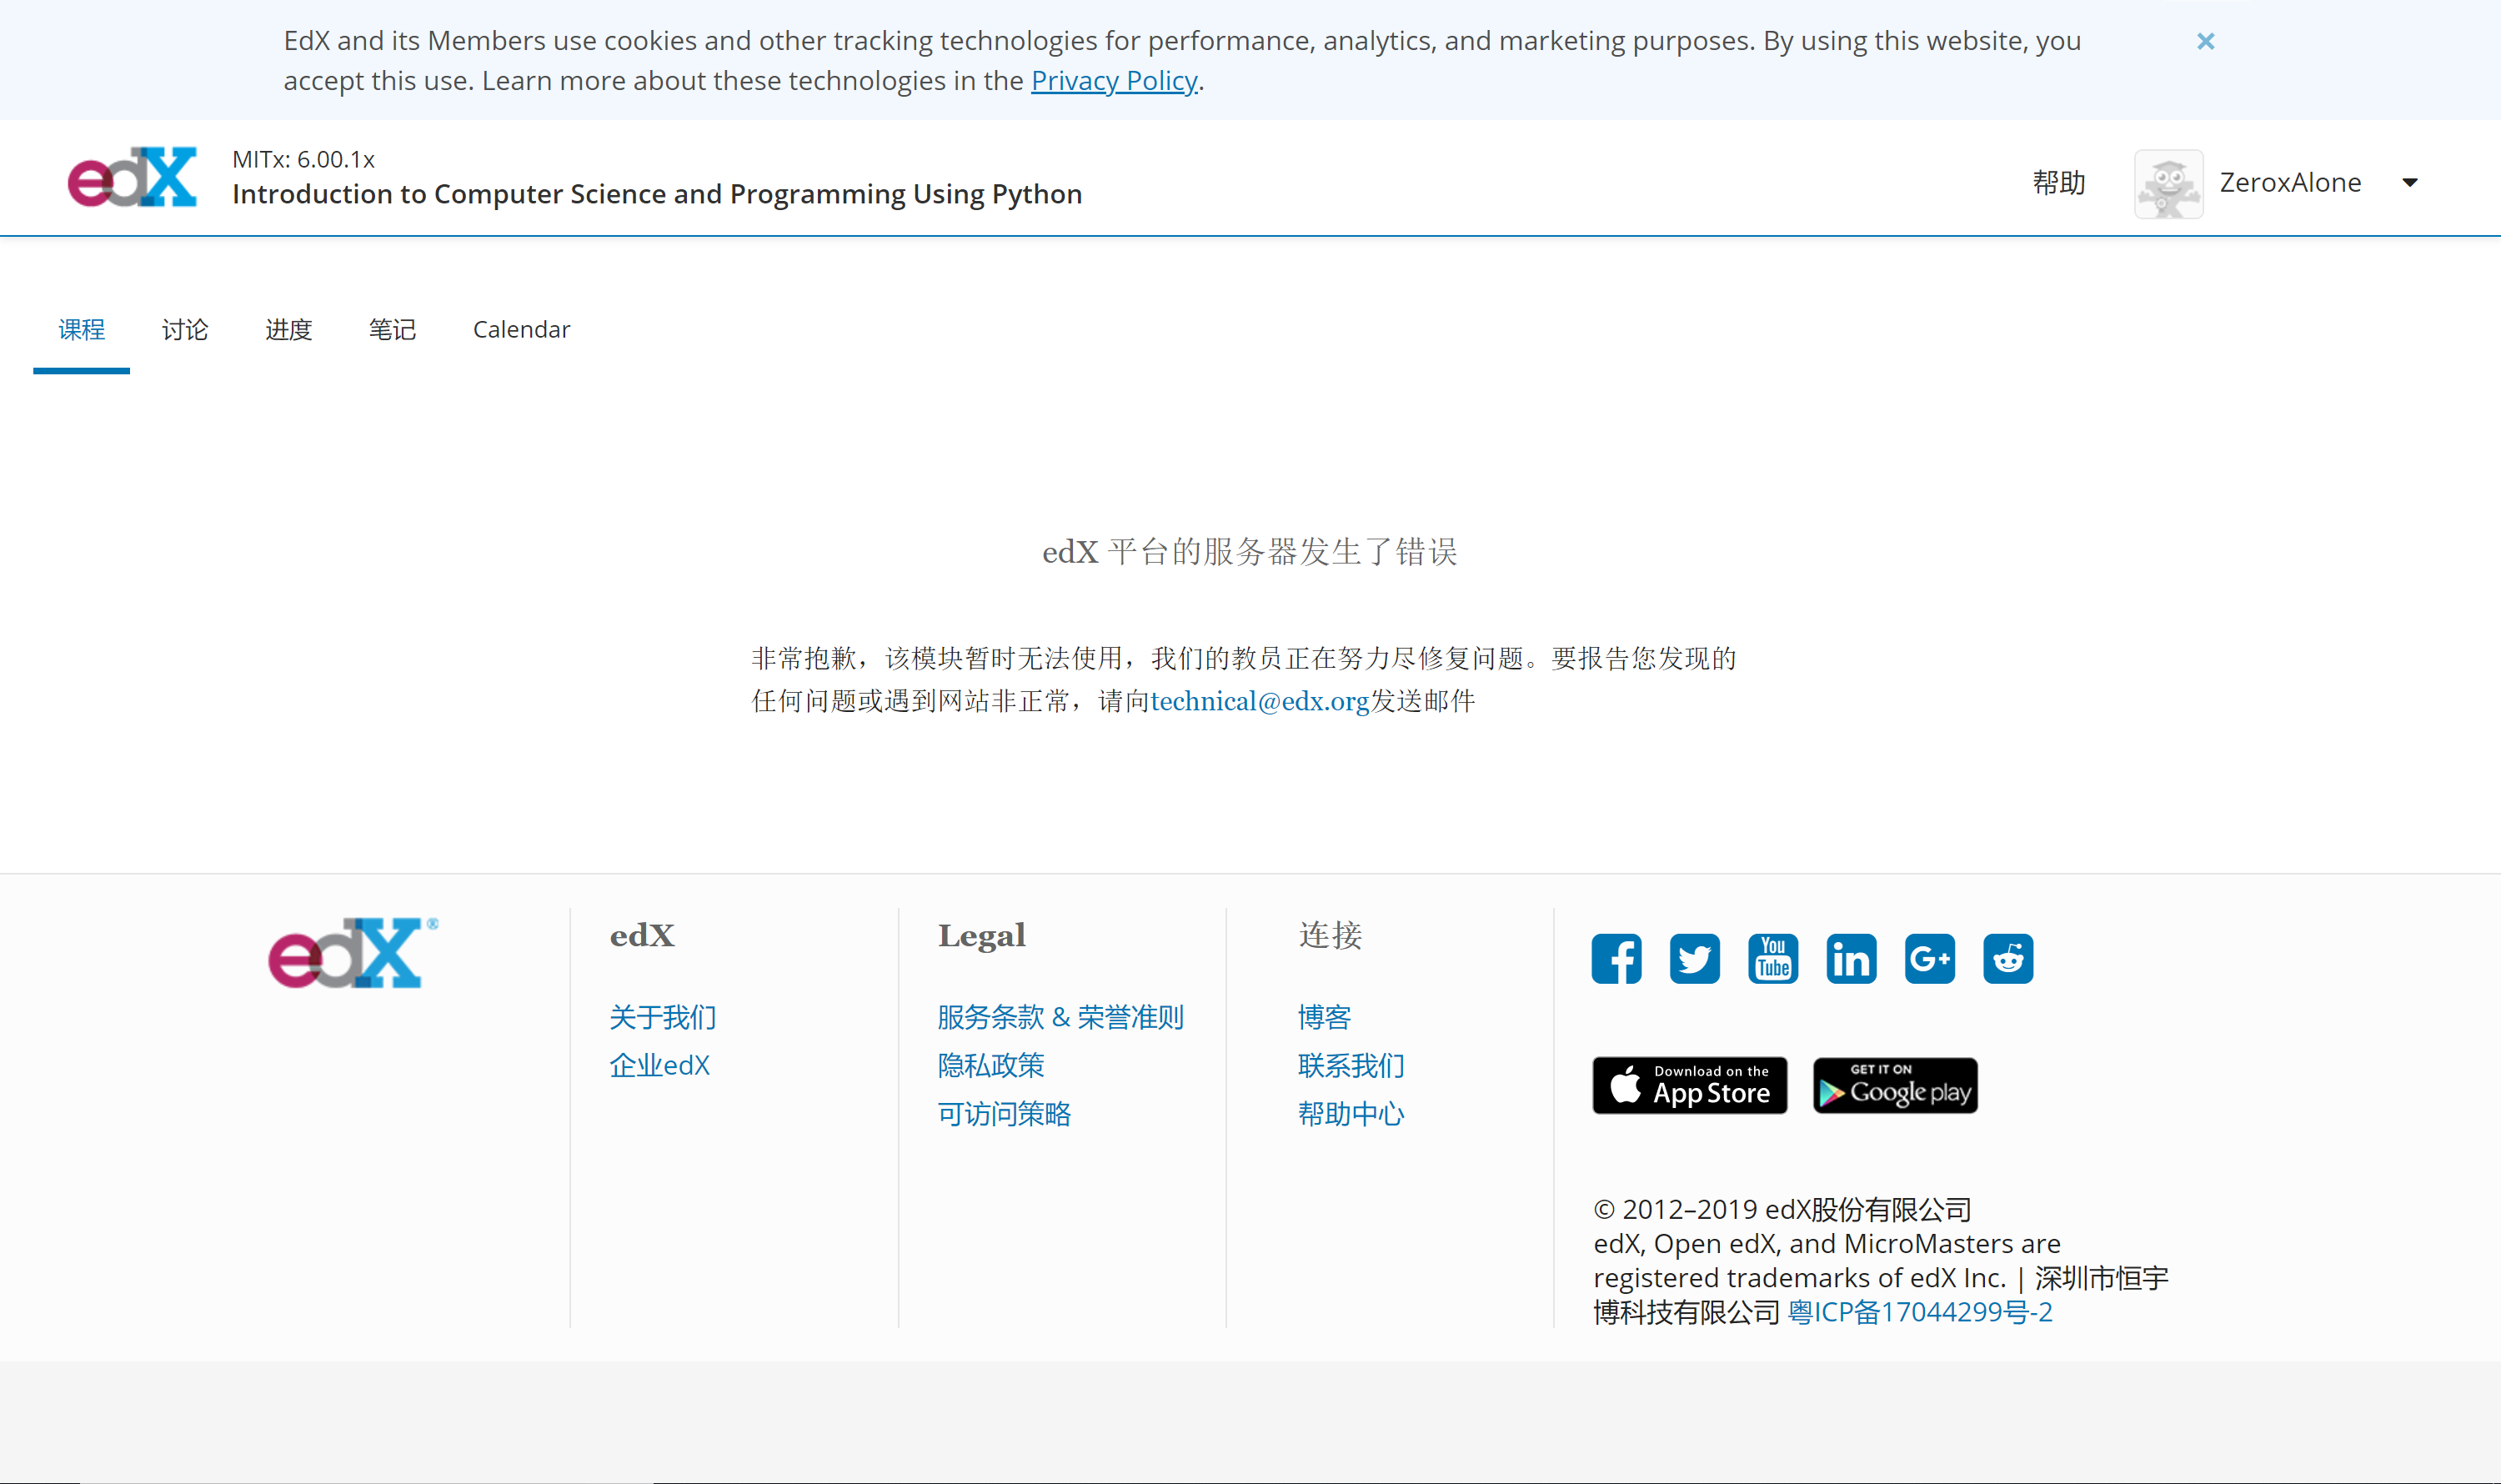 EdX and its Members use cookies and other tracking technologies for performance, analytics, and marketing purposes. By using this website, you
accept this use. Learn more about these technologies in the Privacy Policy.
edX
MITx: 6.00.1x
Introduction to Computer Science and Programming Using Python
帮助
ZeroxAlone
课程
讨论
进度
笔记
Calendar
edX 平台的服务器发生了错误
非常抱歉，该模块暂时无法使用，我们的教员正在努力尽修复问题。要报告您发现的
任何问题或遇到网站非正常，请向technical@edx.org发送邮件
edX®
edX
关于我们
企业edX
Legal
服务条款 & 荣誉准则
隐私政策
可访问策略
连接
博客
联系我们
帮助中心
You
Tube
in
G+
Download on the
App Store
GET IT ON
Google play
© 2012–2019 edX股份有限公司
edX, Open edX, and MicroMasters are
registered trademarks of edX Inc. | 深圳市恒宇
博科技有限公司 粤ICP备17044299号-2